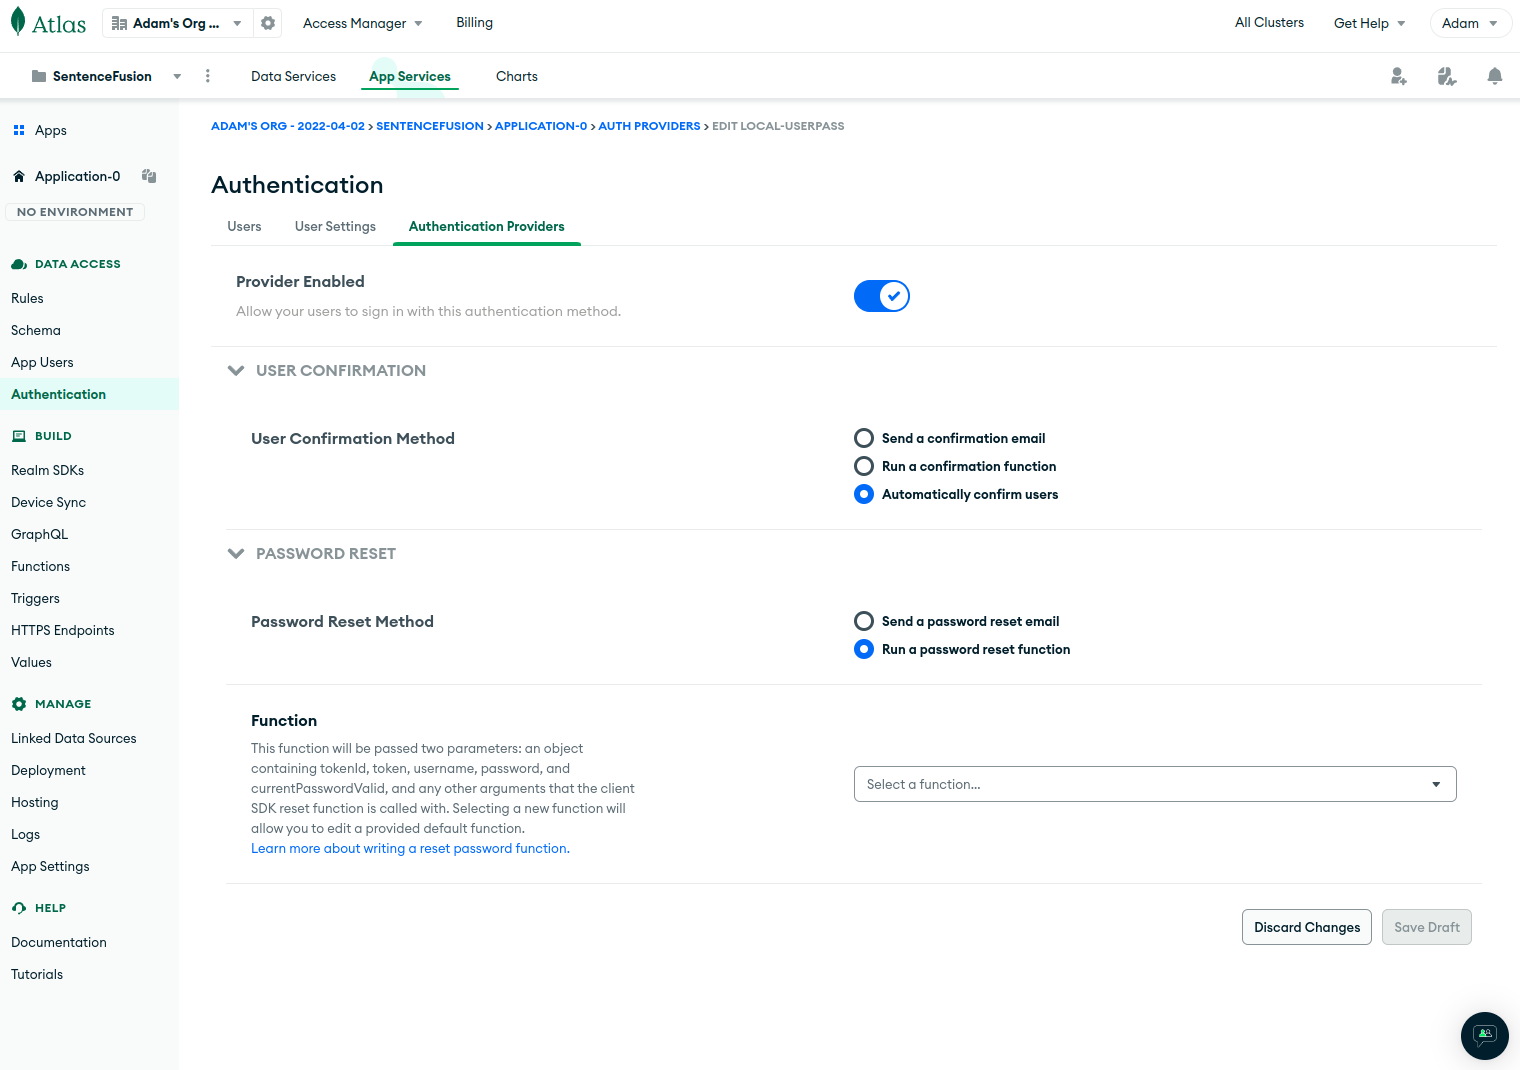 Atlas
Adam's Org ...
Access Manager
Billing
All Clusters
Get Help
Adam
SentenceFusion
Data Services
App Services
Charts
Apps
Application-0
NO ENVIRONMENT
DATA ACCESS
Rules
Schema
App Users
Authentication
BUILD
Realm SDKs
Device Sync
GraphQL
Functions
Triggers
HTTPS Endpoints
Values
MANAGE
Linked Data Sources
Deployment
Hosting
Logs
App Settings
HELP
Documentation
Tutorials
ADAM'S ORG - 2022-04-02 > SENTENCEFUSION > APPLICATION-0 > AUTH PROVIDERS > EDIT LOCAL-USERPASS
Authentication
Users
User Settings
Authentication Providers
Provider Enabled
Allow your users to sign in with this authentication method.
USER CONFIRMATION
User Confirmation Method
Send a confirmation email
Run a confirmation function
Automatically confirm users
PASSWORD RESET
Password Reset Method
Send a password reset email
Run a password reset function
Function
This function will be passed two parameters: an object
containing tokenId, token, username, password, and
currentPasswordValid, and any other arguments that the client
SDK reset function is called with. Selecting a new function will
allow you to edit a provided default function.
Learn more about writing a reset password function.
Select a function...
Discard Changes
Save Draft